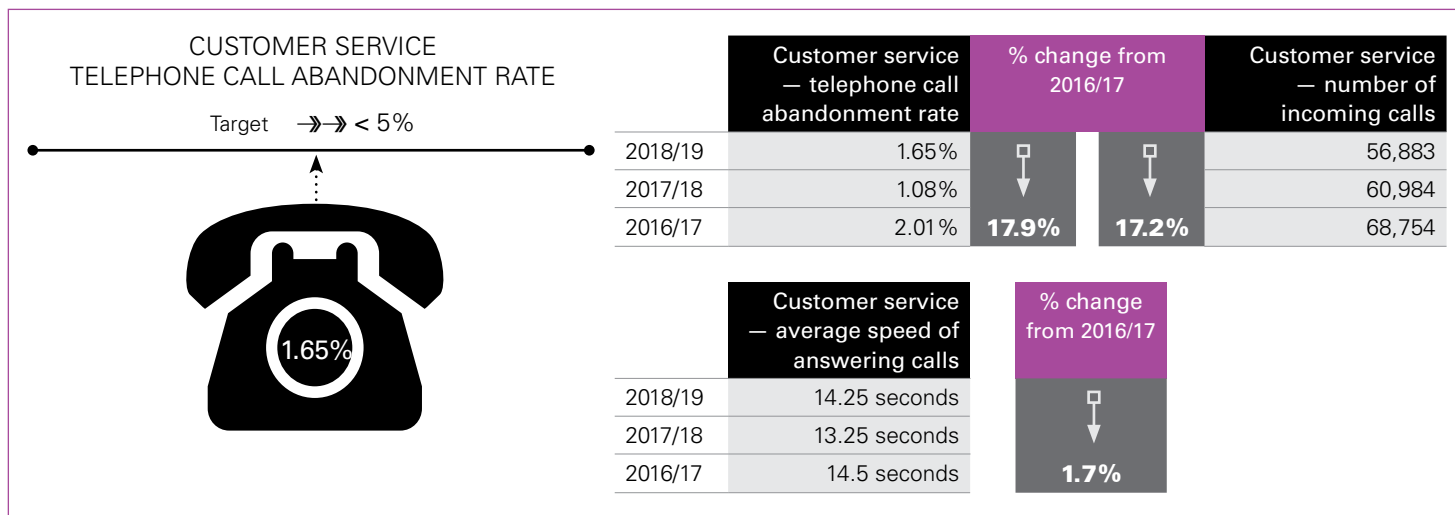 CUSTOMER SERVICE
TELEPHONE CALL ABANDONMENT RATE
Target < 5%
1.65%
Customer service
— telephone call
abandonment rate
% change from
2016/17
Customer service
— number of
incoming calls
2018/19 1.65% 56,883
2017/18 1.08% 60,984
2016/17 2.01% 17.9% 17.2% 68,754
Customer service
— average speed of
answering calls
% change
from 2016/17
2018/19 14.25 seconds
2017/18 13.25 seconds
2016/17 14.5 seconds 1.7%